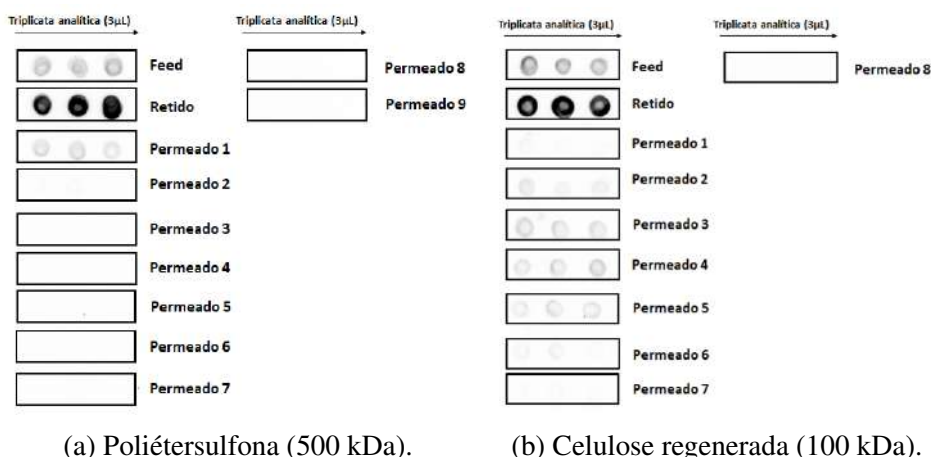 Triplicata analítica (3µL)
Feed
Retido
Permeado 1
Permeado 2
Permeado 3
Permeado 4
Permeado 5
Permeado 6
Permeado 7
Triplicata analítica (3µL)
Permeado 8
Permeado 9
(a) Poliétersulfona (500 kDa).
Triplicata analítica (3µL)
Feed
Retido
Permeado 1
Permeado 2
Permeado 3
Permeado 4
Permeado 5
Permeado 6
Permeado 7
Triplicata analítica (3µL)
Permeado 8
(b) Celulose regenerada (100 kDa).